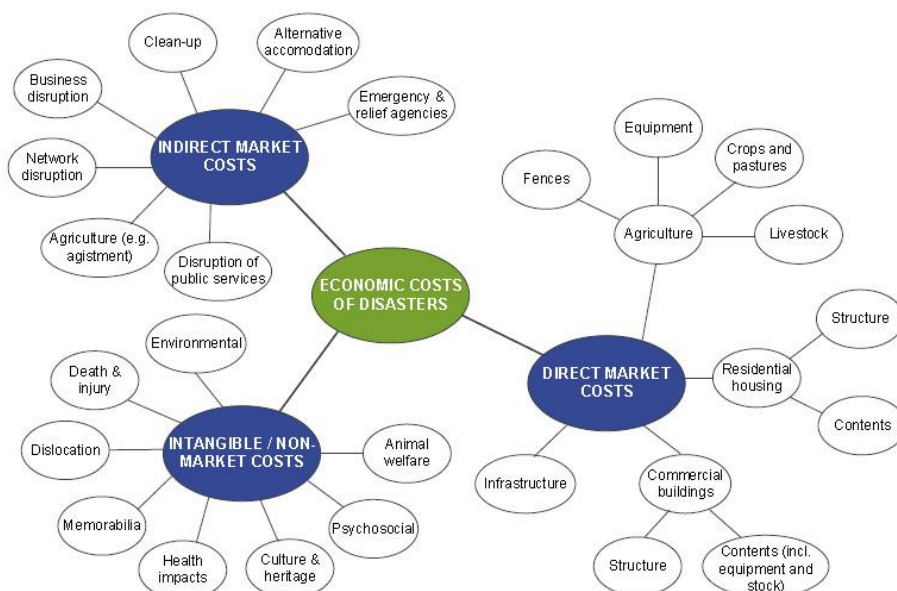 Clean-up
Alternative
accomodation
Business
disruption
Emergency &
relief agencies
INDIRECT MARKET
COSTS
Network
disruption
Agriculture (e.g.
agistment)
Disruption of
public services
ECONOMIC COSTS
OF DISASTERS
Equipment
Crops and
pastures
Fences
Agriculture
Livestock
Structure
Residential
housing
Contents
DIRECT MARKET
COSTS
Infrastructure
Commercial
buildings
Structure
Contents (incl.
equipment and
stock)
Environmental
Death &
injury
Dislocation
INTANGIBLE / NON-
MARKET COSTS
Animal
welfare
Memorabilia
Psychosocial
Health
impacts
Culture &
heritage